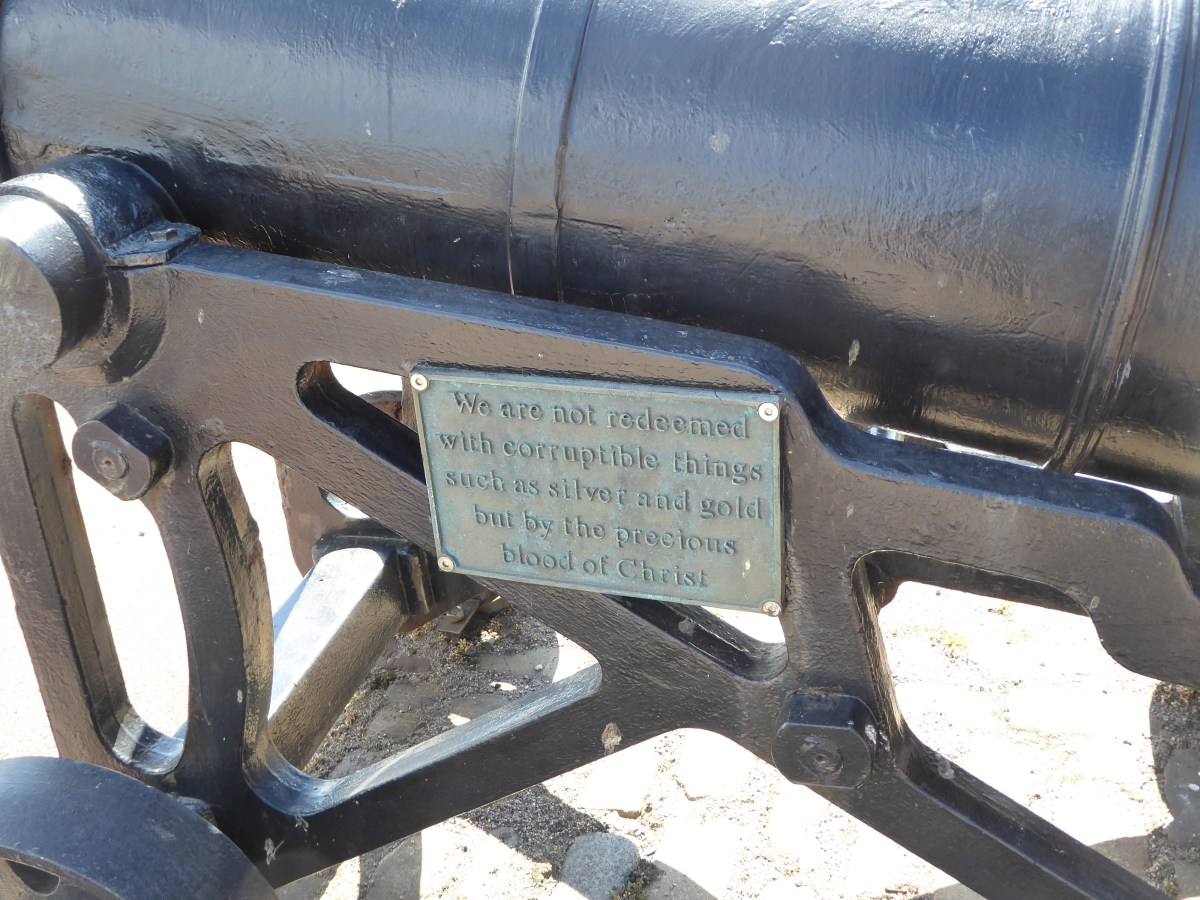 We are not redeemed
with corruptible things
such as silver and gold
but by the precious
blood of Christ